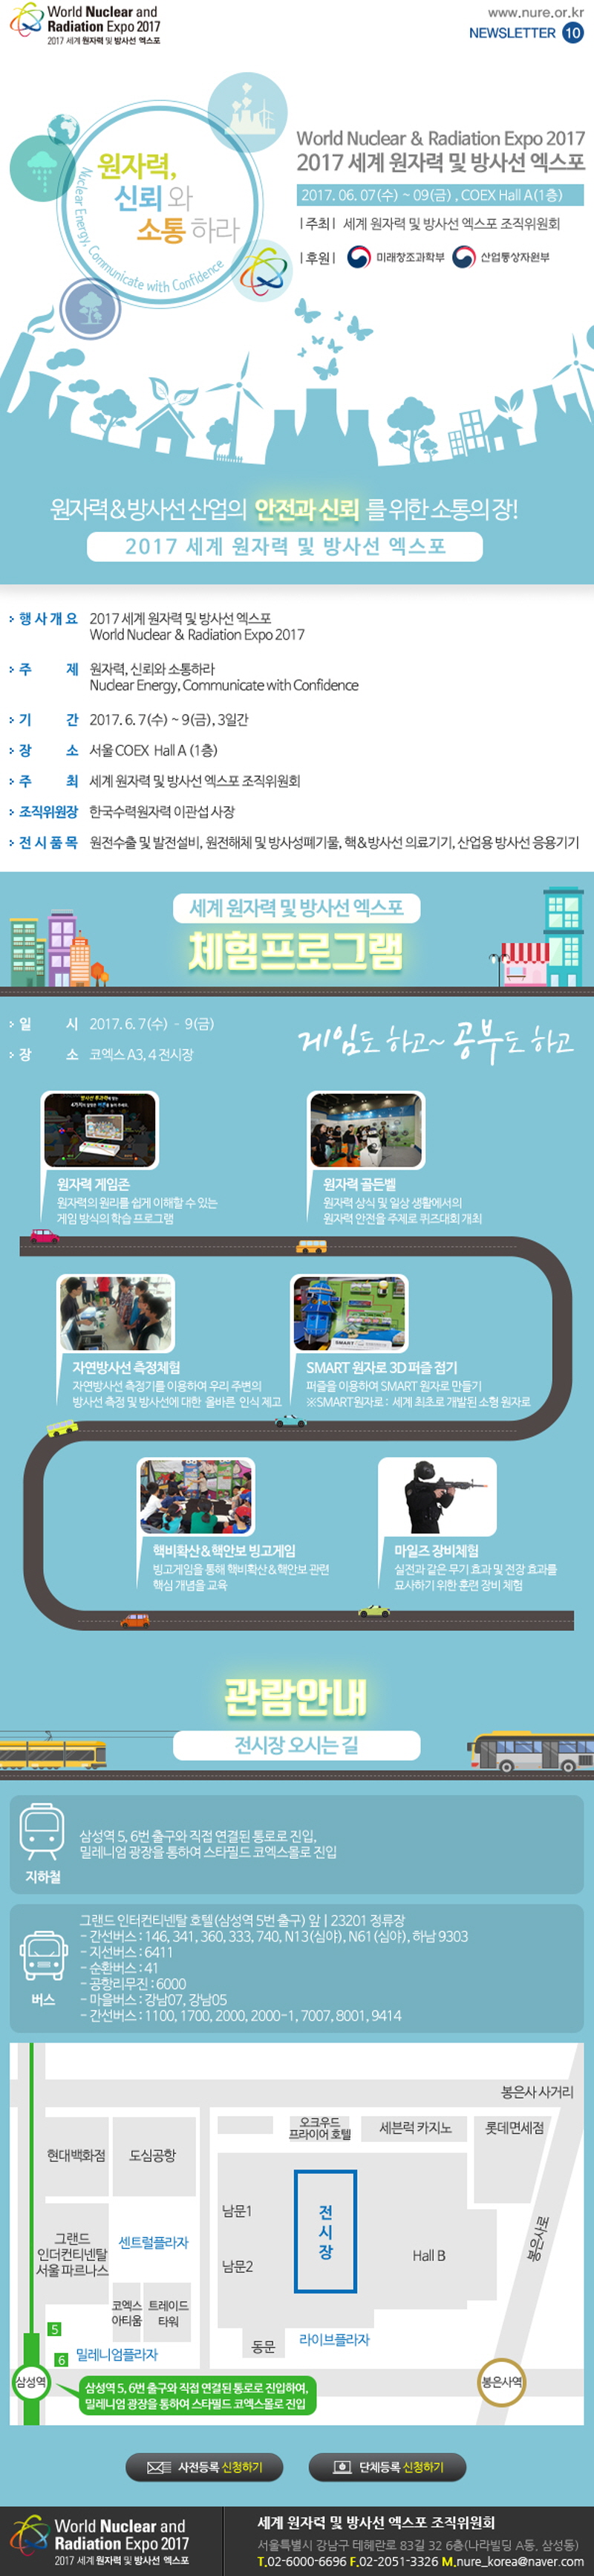 World Nuclear and
Radiation Expo 2017
2017 세계 원자력 및 방사선 엑스포
www.nure.or.kr
NEWSLETTER 10
원자력,
신뢰와
소통하라
Nuclear Energy, Communicate with Confidence
World Nuclear & Radiation Expo 2017
2017 세계 원자력 및 방사선 엑스포
2017. 06. 07(수) ~ 09(금) , COEX Hall A(1층)
|주최| 세계 원자력 및 방사선 엑스포 조직위원회
|후원| 미래창조과학부 산업통상자원부
원자력&방사선 산업의 안전과 신뢰 를 위한 소통의 장!
2017 세계 원자력 및 방사선 엑스포
행사개요 2017 세계 원자력 및 방사선 엑스포
World Nuclear & Radiation Expo 2017
주 제 원자력, 신뢰와 소통하라
Nuclear Energy, Communicate with Confidence
기 간 2017. 6. 7(수) ~ 9(금), 3일간
장 소 서울 COEX Hall A (1층)
주 최 세계 원자력 및 방사선 엑스포 조직위원회
조직위원장 한국수력원자력 이관섭 사장
전시품목 원전수출 및 발전설비, 원전해체 및 방사성폐기물, 핵&방사선 의료기기, 산업용 방사선 응용기기
세계 원자력 및 방사선 엑스포
체험프로그램
일 시 2017. 6. 7(수) - 9(금)
장 소 코엑스 A3, 4 전시장
게임도 하고~ 공부도 하고
원자력 게임존
원자력의 원리를 쉽게 이해할 수 있는
게임 방식의 학습 프로그램
원자력 골든벨
원자력 상식 및 일상 생활에서의
원자력 안전을 주제로 퀴즈대회 개최
자연방사선 측정체험
자연방사선 측정기를 이용하여 우리 주변의
방사선 측정 및 방사선에 대한 올바른 인식 제고
SMART
SMART 원자로 3D 퍼즐 접기
퍼즐을 이용하여 SMART 원자로 만들기
※SMART원자로 : 세계 최초로 개발된 소형 원자로
핵비확산&핵안보 빙고게임
빙고게임을 통해 핵비확산&핵안보 관련
핵심 개념을 교육
마일즈 장비체험
실전과 같은 무기 효과 및 전장 효과를
묘사하기 위한 훈련 장비 체험
관람안내
전시장 오시는 길
지하철
삼성역 5, 6번 출구와 직접 연결된 통로로 진입,
밀레니엄 광장을 통하여 스타필드 코엑스몰로 진입
버스
그랜드 인터컨티넨탈 호텔(삼성역 5번 출구) 앞 | 23201 정류장
- 간선버스 : 146, 341, 360, 333, 740, N13(심야), N61(심야), 하남 9303
- 지선버스 : 6411
- 순환버스 : 41
- 공항리무진 : 6000
- 마을버스 : 강남07, 강남05
- 간선버스 : 1100, 1700, 2000, 2000-1, 7007, 8001, 9414
봉은사 사거리
현대백화점
도심공항
오크우드
프라이어 호텔
세븐럭 카지노
롯데면세점
그랜드
인더컨티넨탈
서울 파르나스
센트럴플라자
남문1
남문2
전시장
Hall B
봉은사로
코엑스
아티움
트레이드
타워
동문
라이브플라자
5
6
밀레니엄플라자
삼성역
봉은사역
삼성역 5, 6번 출구와 직접 연결된 통로로 진입하여,
밀레니엄 광장을 통하여 스타필드 코엑스몰로 진입
사전등록 신청하기
단체등록 신청하기
World Nuclear and
Radiation Expo 2017
2017 세계 원자력 및 방사선 엑스포
세계 원자력 및 방사선 엑스포 조직위원회
서울특별시 강남구 테헤란로 83길 32 6층(나라빌딩 A동, 삼성동)
T.02-6000-6696 F.02-2051-3326 M.nure_korea@naver.com